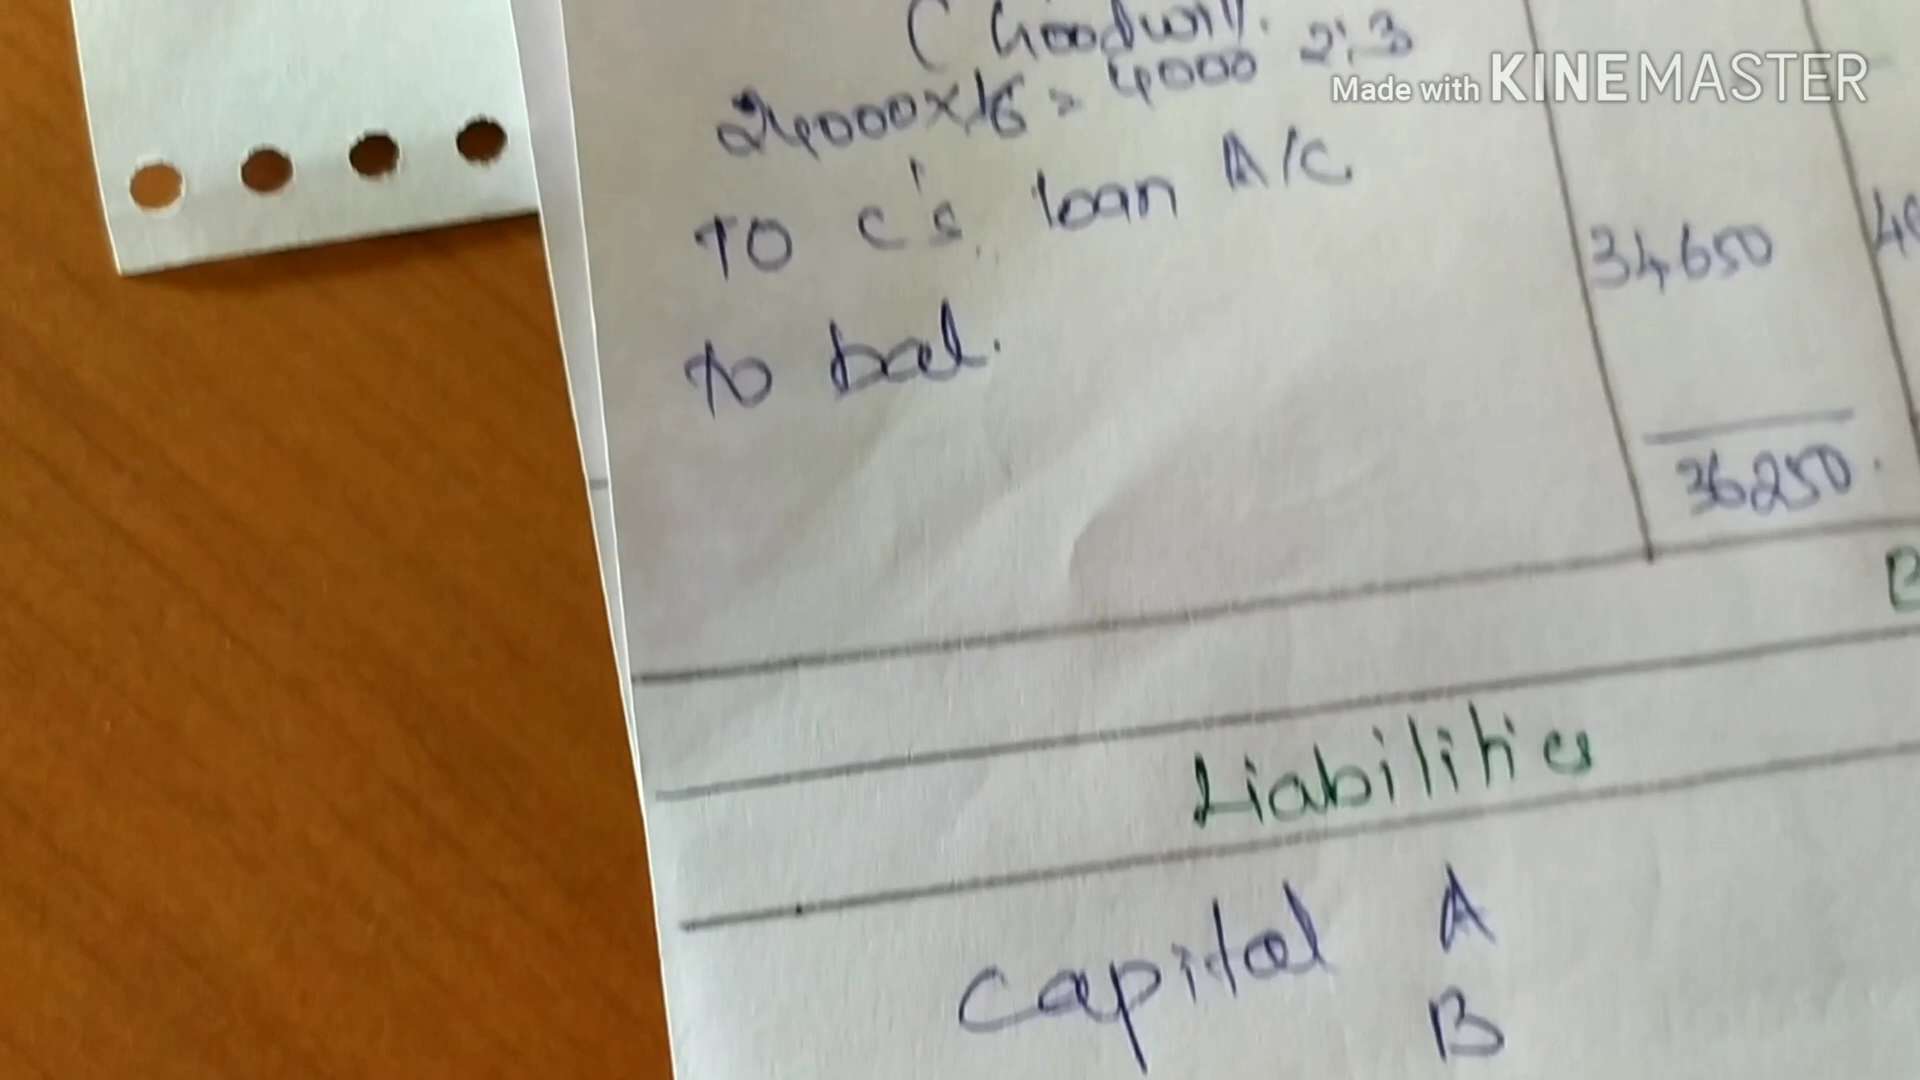 ( Goodwill.
24000×1/6 = 4000 2:3
Made with KINEMASTER
To C's loan A/C 34650
To bal.
36250.
Liabilities
Capital A
B